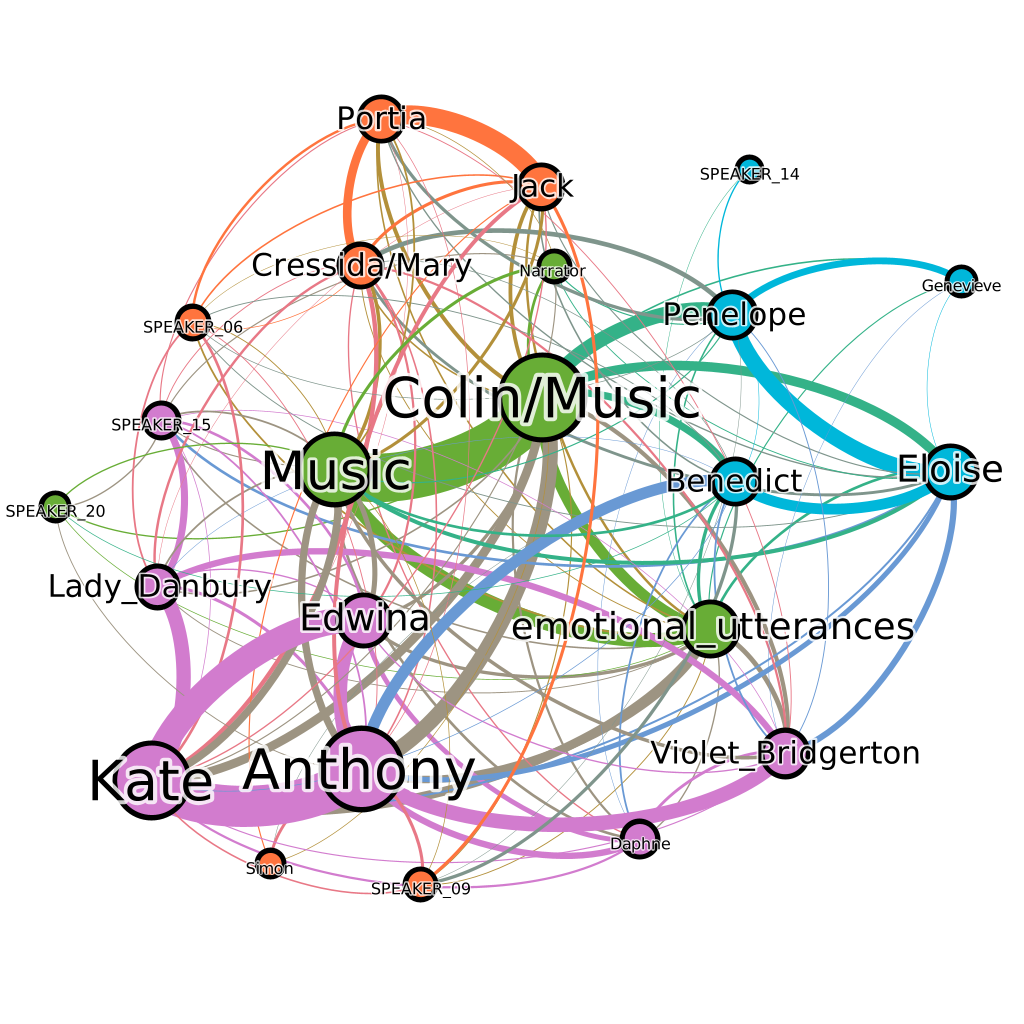 Portia
SPEAKER_14
Jack
Cressida/Mary
Narrator
Genevieve
Penelope
SPEAKER_06
Colin/Music
SPEAKER_15
Music
Eloise
Benedict
SPEAKER_20
Lady_Danbury
Edwina
emotional_utterances
Violet_Bridgerton
Kate
Anthony
Daphne
Simon
SPEAKER_09